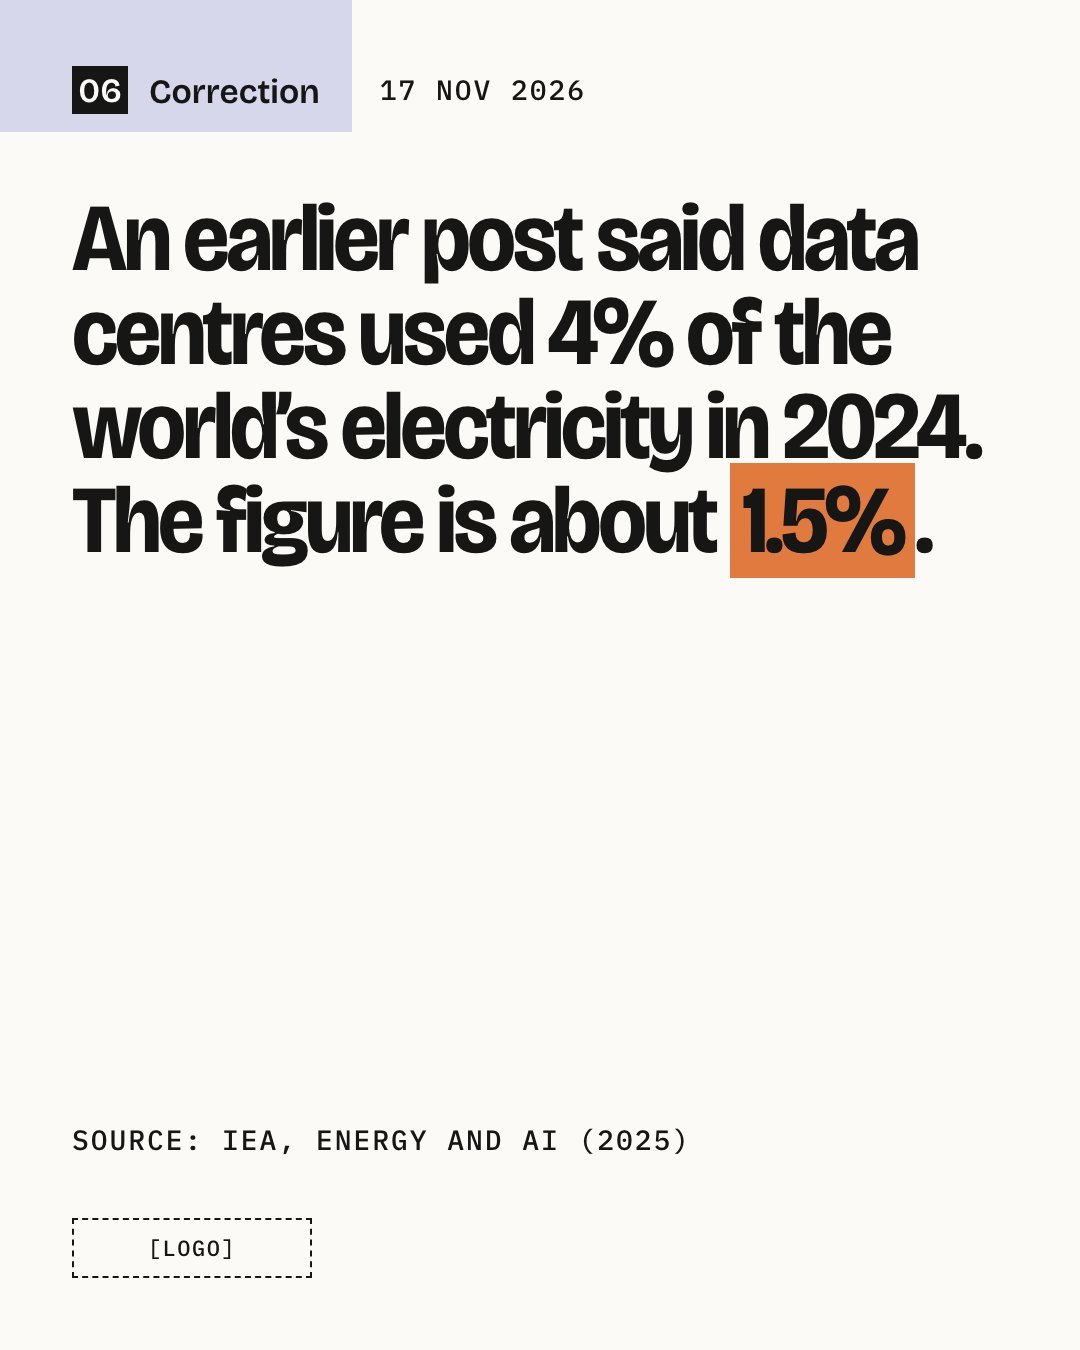 06 Correction 17 NOV 2026
An earlier post said data
centres used 4% of the
world’s electricity in 2024.
The figure is about 1.5%.
SOURCE: IEA, ENERGY AND AI (2025)
[LOGO]